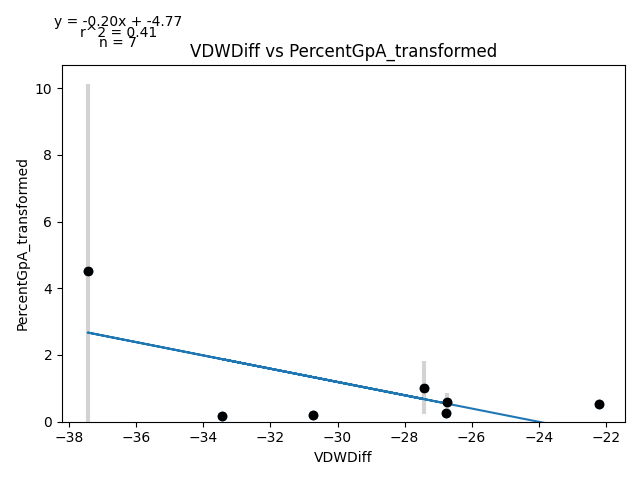 y = -0.20x + -4.77
r^2 = 0.41
n = 7
VDWDiff vs PercentGpA_transformed
PercentGpA_transformed
10
8
6
4
2
0
−38
−36
−34
−32
−30
−28
−26
−24
−22
VDWDiff